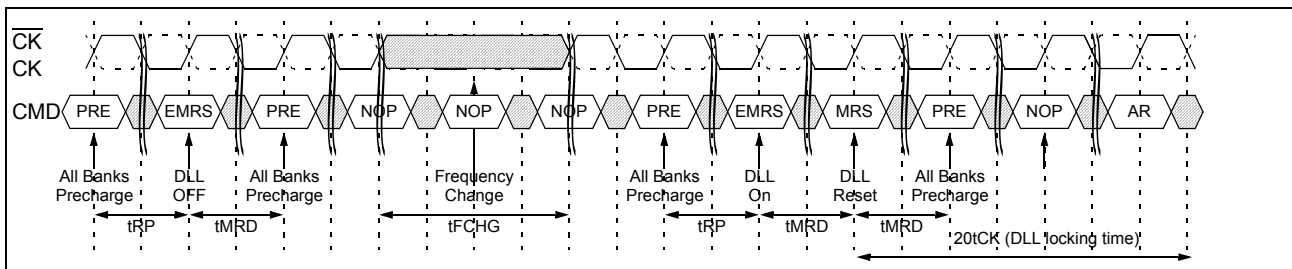 CK
CK
CMD PRE EMRS PRE NOP NOP NOP PRE EMRS MRS PRE NOP AR
All Banks Precharge
DLL OFF
All Banks Precharge
Frequency Change
All Banks Precharge
DLL On
DLL Reset
All Banks Precharge
tRP tMRD tFCHG tRP tMRD tMRD
20tCK (DLL locking time)